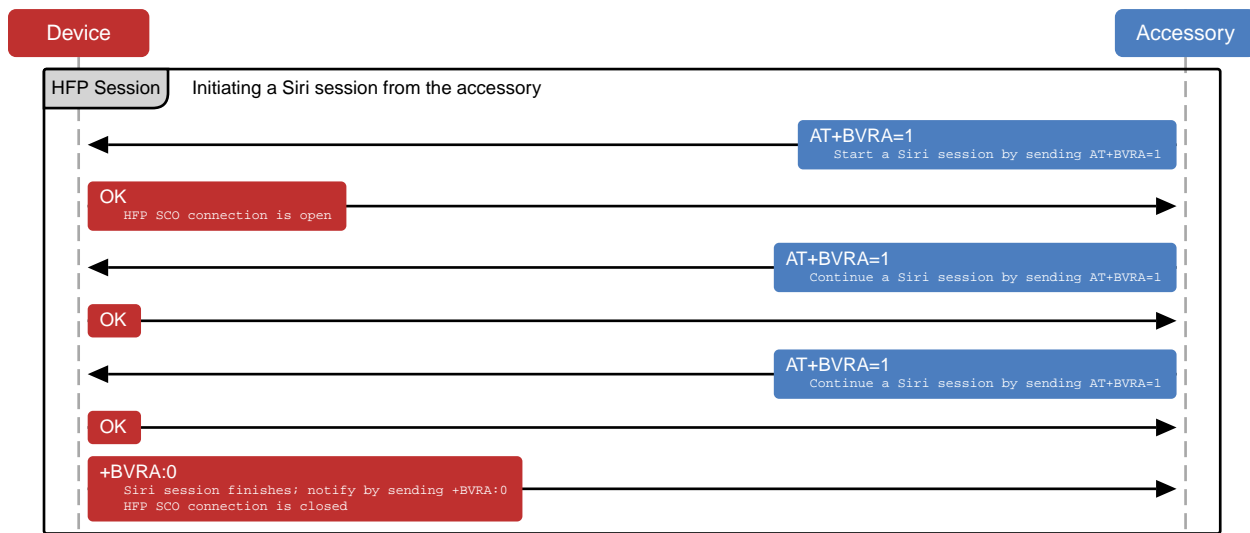 Device
Accessory
HFP Session
Initiating a Siri session from the accessory
AT+BVRA=1
Start a Siri session by sending AT+BVRA=1
OK
HFP SCO connection is open
AT+BVRA=1
Continue a Siri session by sending AT+BVRA=1
OK
AT+BVRA=1
Continue a Siri session by sending AT+BVRA=1
OK
+BVRA:0
Siri session finishes; notify by sending +BVRA:0
HFP SCO connection is closed